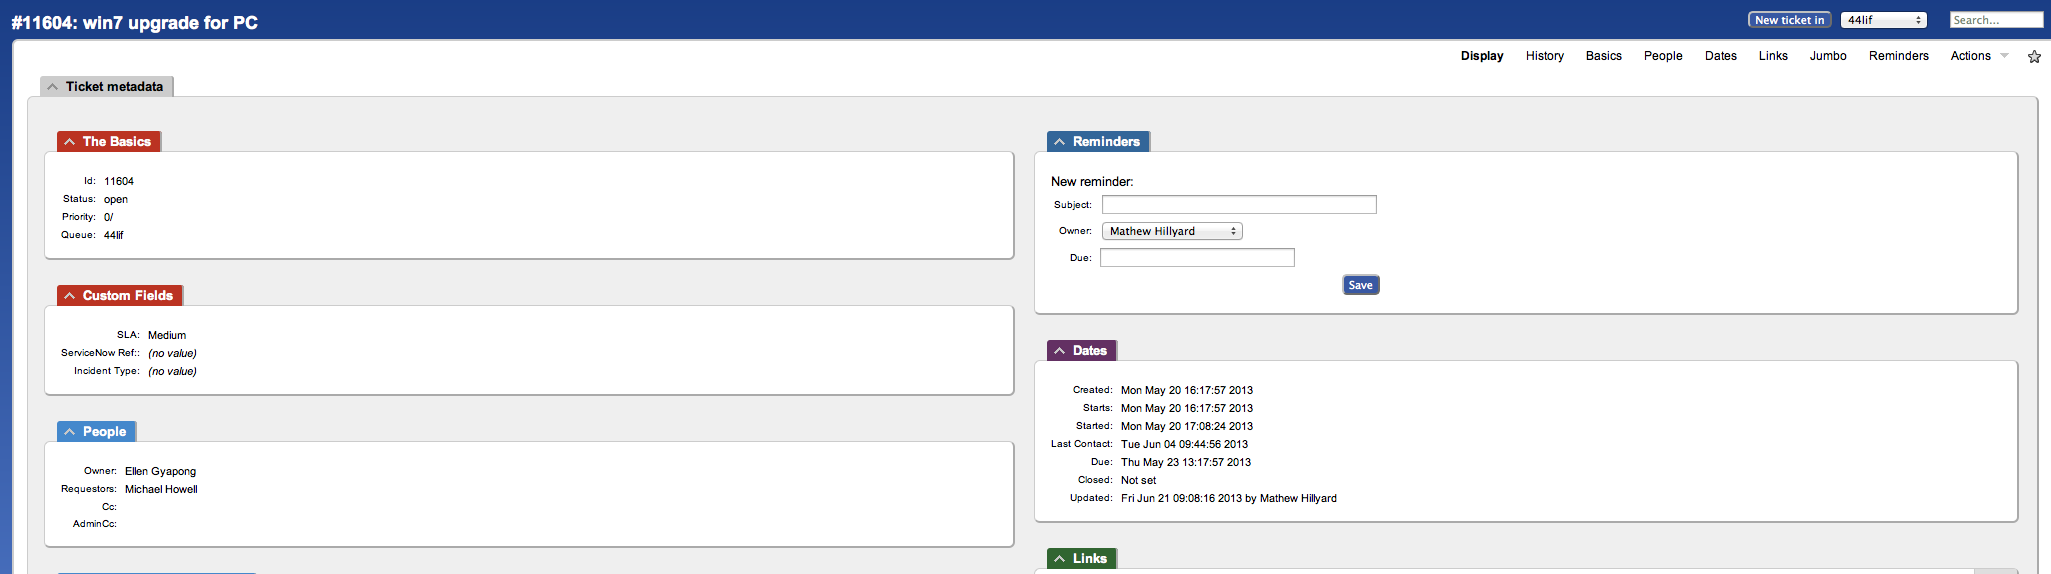 #11604: win7 upgrade for PC
New ticket in 44lif Search...
Display History Basics People Dates Links Jumbo Reminders Actions
Ticket metadata
The Basics
Id: 11604
Status: open
Priority: 0/
Queue: 44lif
Custom Fields
SLA: Medium
ServiceNow Ref:: (no value)
Incident Type: (no value)
People
Owner: Ellen Gyapong
Requestors: Michael Howell
Cc:
AdminCc:
Reminders
New reminder:
Subject:
Owner: Mathew Hillyard
Due:
Save
Dates
Created: Mon May 20 16:17:57 2013
Starts: Mon May 20 16:17:57 2013
Started: Mon May 20 17:08:24 2013
Last Contact: Tue Jun 04 09:44:56 2013
Due: Thu May 23 13:17:57 2013
Closed: Not set
Updated: Fri Jun 21 09:08:16 2013 by Mathew Hillyard
Links